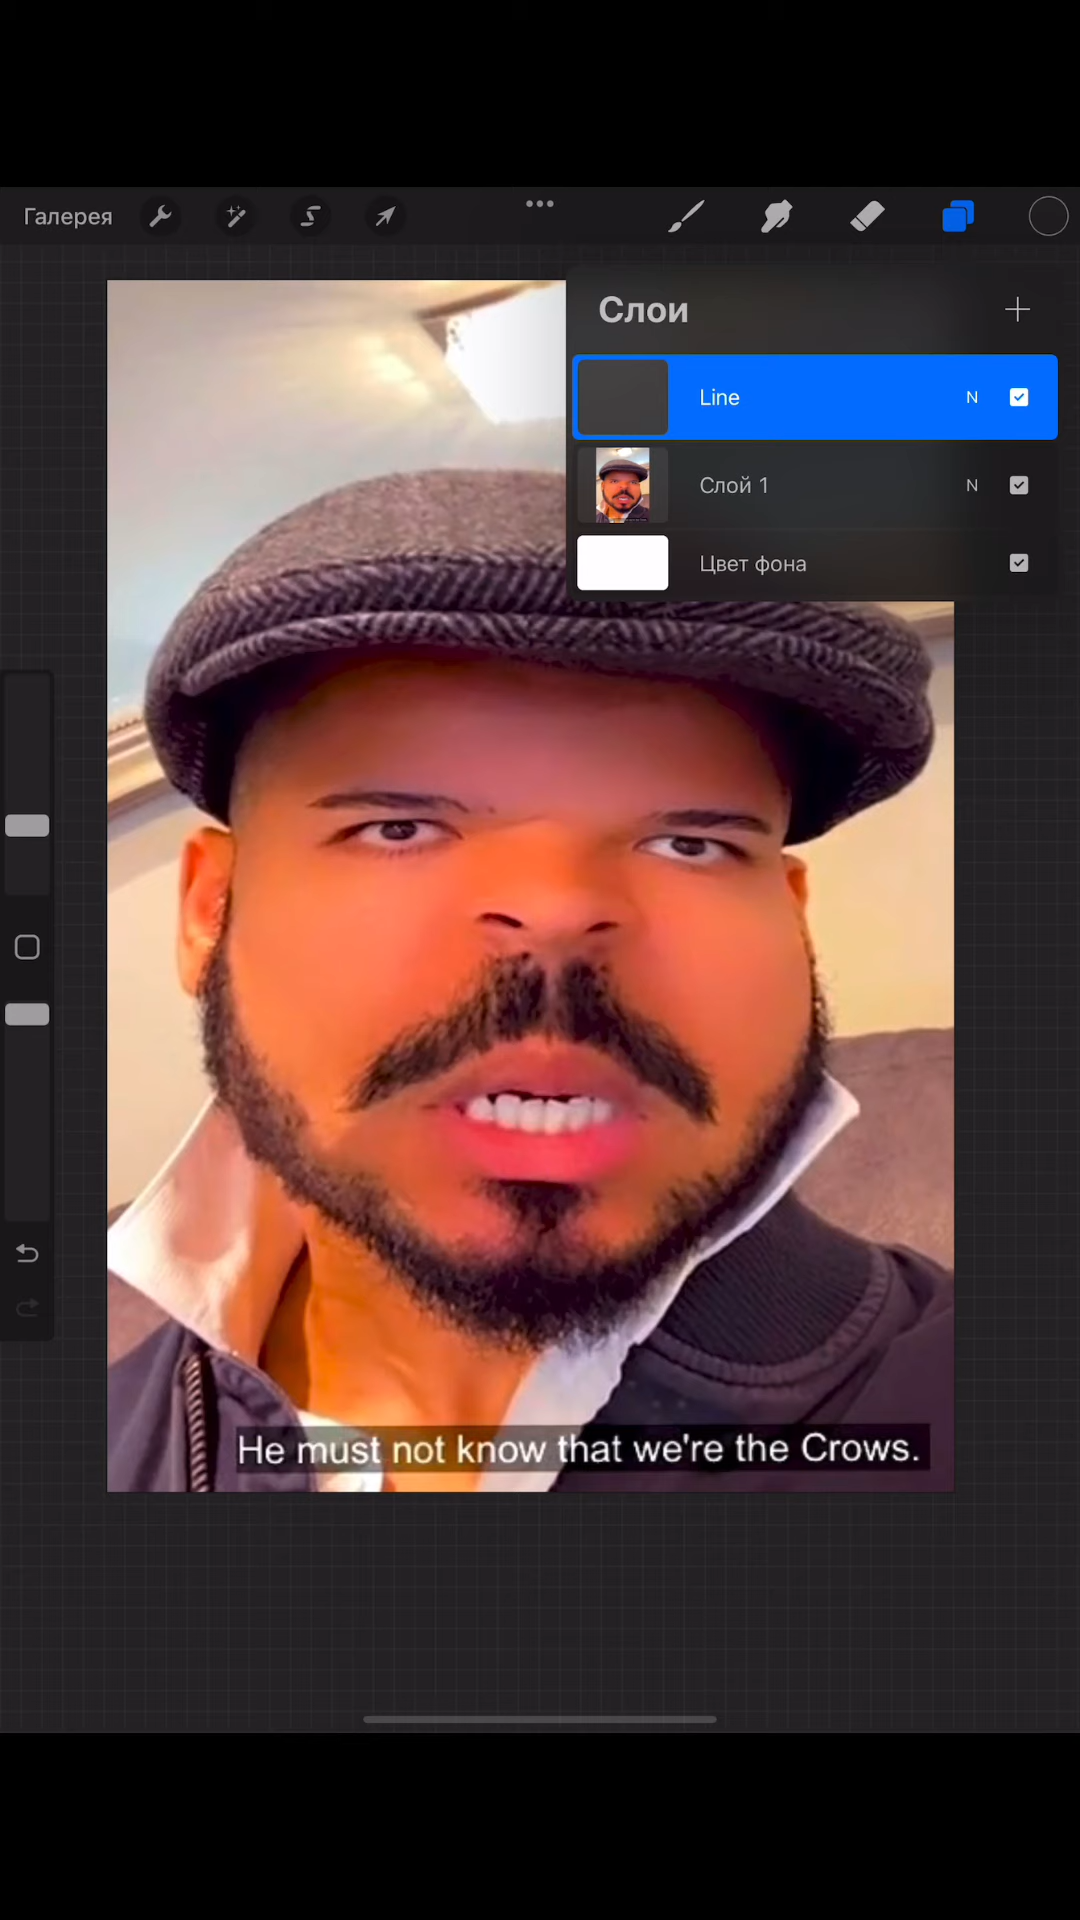 Галерея
Слои
Line N
Слой 1 N
Цвет фона
He must not know that we're the Crows.